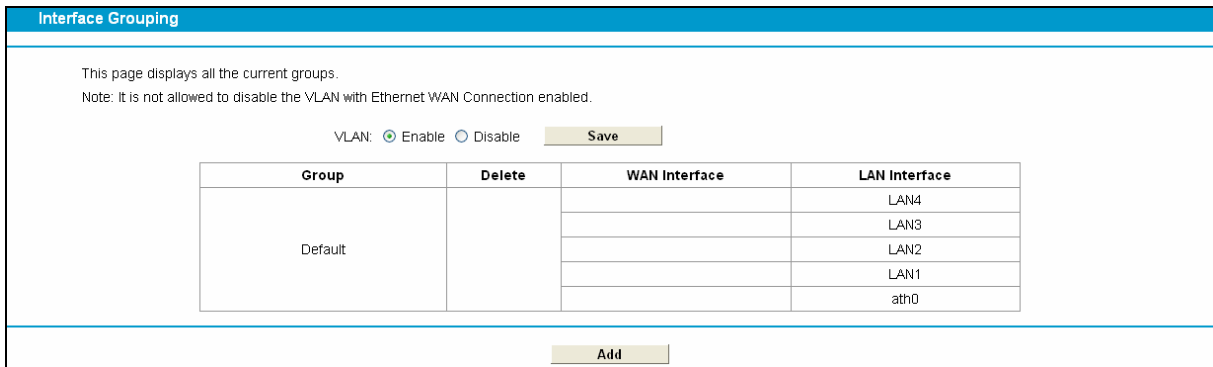 Interface Grouping
This page displays all the current groups.
Note: It is not allowed to disable the VLAN with Ethernet WAN Connection enabled.
VLAN: Enable Disable Save
Group Delete WAN Interface LAN Interface
LAN4
LAN3
Default LAN2
LAN1
ath0
Add